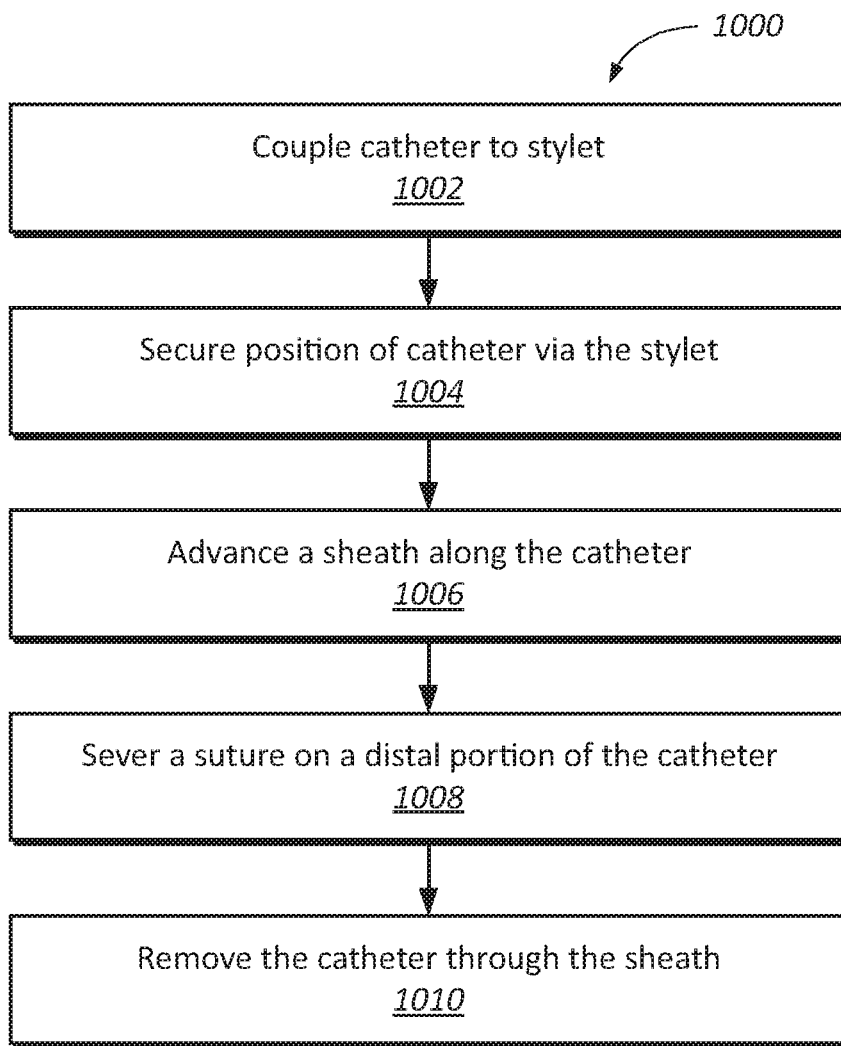 1000
Couple catheter to stylet
1002
Secure position of catheter via the stylet
1004
Advance a sheath along the catheter
1006
Sever a suture on a distal portion of the catheter
1008
Remove the catheter through the sheath
1010